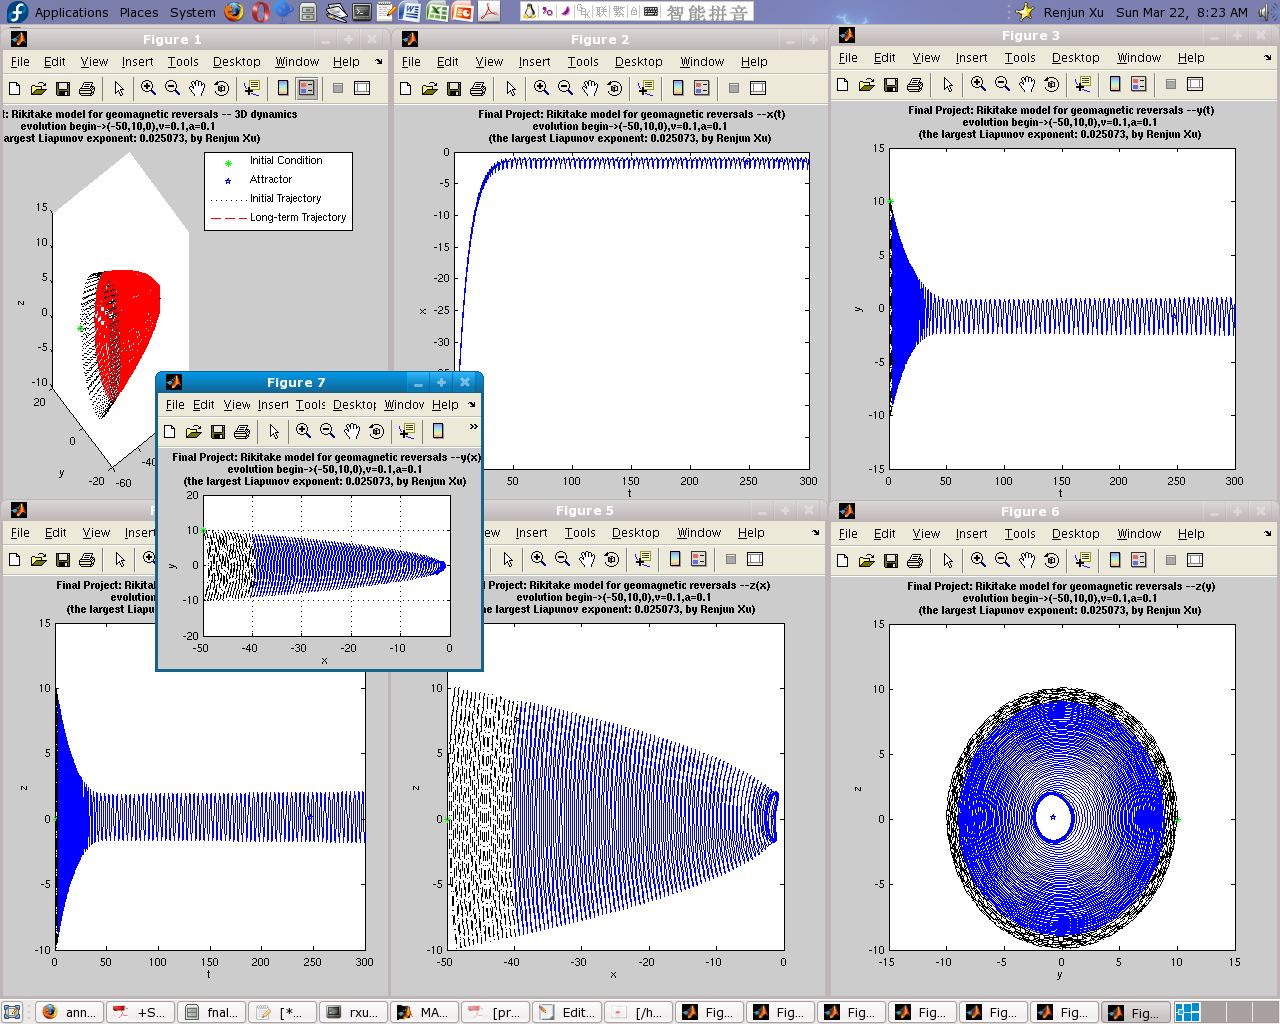 Applications Places System
智能拼音
Renjun Xu Sun Mar 22, 8:23 AM
Figure 1
File Edit View Insert Tools Desktop Window Help
: Rikitake model for geomagnetic reversals -- 3D dynamics
evolution begin->(-50,10,0),v=0.1,a=0.1
largest Liapunov exponent: 0.025073, by Renjun Xu)
Initial Condition
Attractor
Initial Trajectory
Long-term Trajectory
15
10
5
0
-5
-10
z
20
0
-20
y
-60
-40
Figure 2
File Edit View Insert Tools Desktop Window Help
Final Project: Rikitake model for geomagnetic reversals --x(t)
evolution begin->(-50,10,0),v=0.1,a=0.1
(the largest Liapunov exponent: 0.025073, by Renjun Xu)
0
-5
-10
-15
-20
-25
-30
x
50 100 150 200 250 300
t
Figure 3
File Edit View Insert Tools Desktop Window Help
Final Project: Rikitake model for geomagnetic reversals --y(t)
evolution begin->(-50,10,0),v=0.1,a=0.1
(the largest Liapunov exponent: 0.025073, by Renjun Xu)
15
10
5
0
-5
-10
-15
y
0 50 100 150 200 250 300
t
Figure 7
File Edit View Insert Tools Desktop Window Help
Final Project: Rikitake model for geomagnetic reversals --y(x)
evolution begin->(-50,10,0),v=0.1,a=0.1
(the largest Liapunov exponent: 0.025073, by Renjun Xu)
20
10
0
-10
-20
y
-50 -40 -30 -20 -10 0
x
File Edit View
Final Project: Rikitake
evolution
(the largest Liapu
15
10
5
0
-5
-10
z
0 50 100 150 200 250 300
t
Figure 5
Insert Tools Desktop Window Help
model for geomagnetic reversals --z(x)
begin->(-50,10,0),v=0.1,a=0.1
Liapunov exponent: 0.025073, by Renjun Xu)
10
5
0
-5
-10
z
-50 -40 -30 -20 -10 0
x
Figure 6
File Edit View Insert Tools Desktop Window Help
Final Project: Rikitake model for geomagnetic reversals --z(y)
evolution begin->(-50,10,0),v=0.1,a=0.1
(the largest Liapunov exponent: 0.025073, by Renjun Xu)
15
10
5
0
-5
-10
z
-15 -10 -5 0 5 10 15
y
ann... +S... fnal... [*... rxu... MA... [pr... Edit... [/h... Fig... Fig... Fig... Fig... Fig... Fig... Fig...